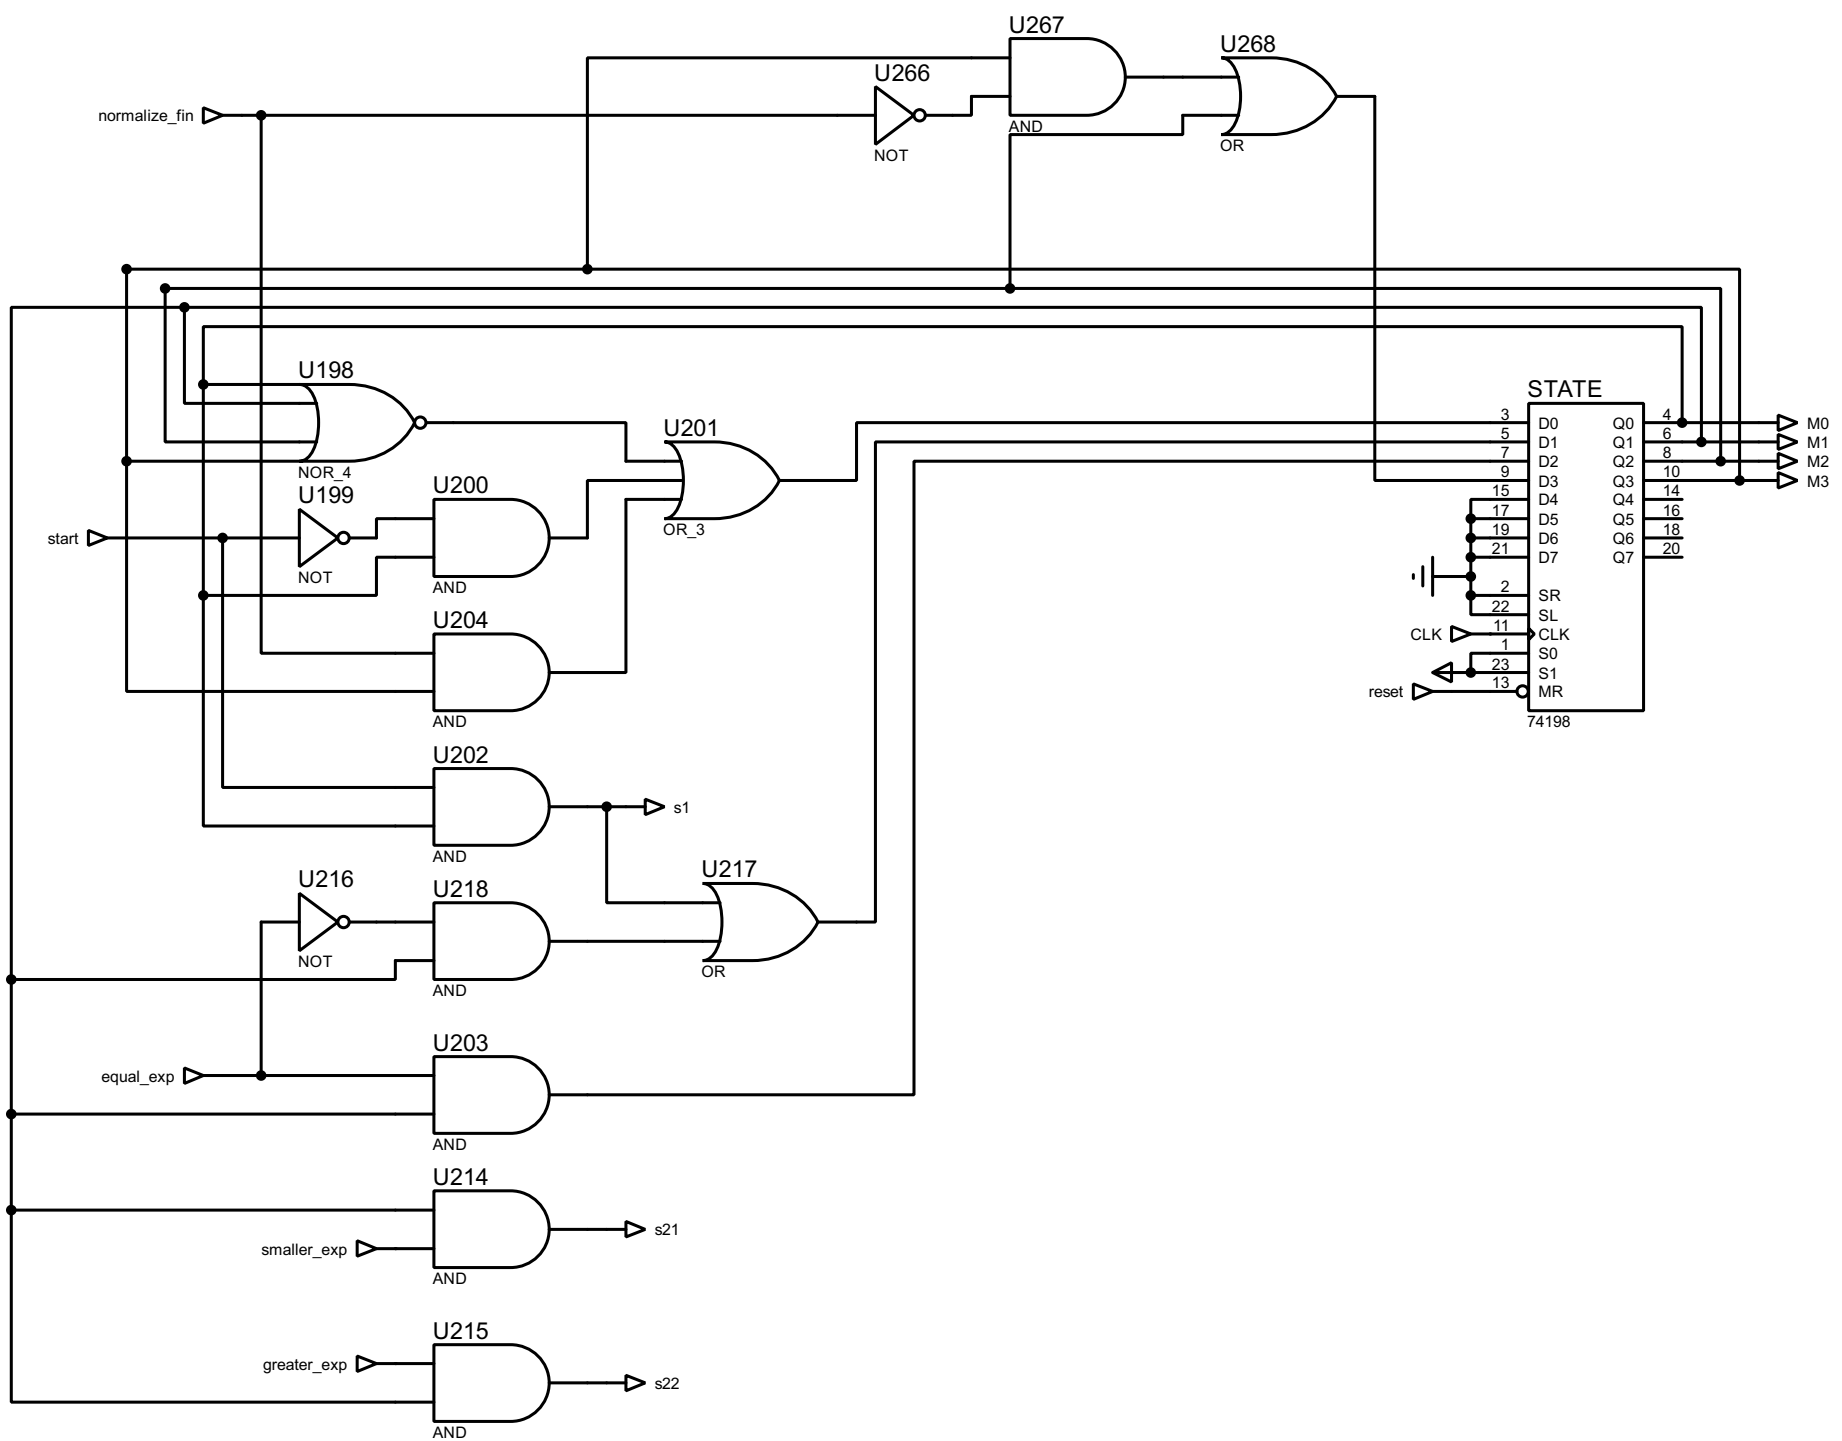 U267
U268
U266
normalize_fin
AND
NOT
OR
U198
STATE
U201
3 D0 Q0 4 M0
5 D1 Q1 6 M1
7 D2 Q2 8 M2
9 D3 Q3 10 M3
15 D4 Q4 14
17 D5 Q5 16
19 D6 Q6 18
21 D7 Q7 20
2 SR
22 SL
CLK 11 CLK
1 S0
23 S1
reset 13 MR
74198
NOR_4
U199
U200
OR_3
start
NOT
AND
U204
AND
U202
s1
AND
U217
U216
U218
NOT
OR
AND
U203
equal_exp
AND
U214
s21
smaller_exp
AND
U215
greater_exp
s22
AND